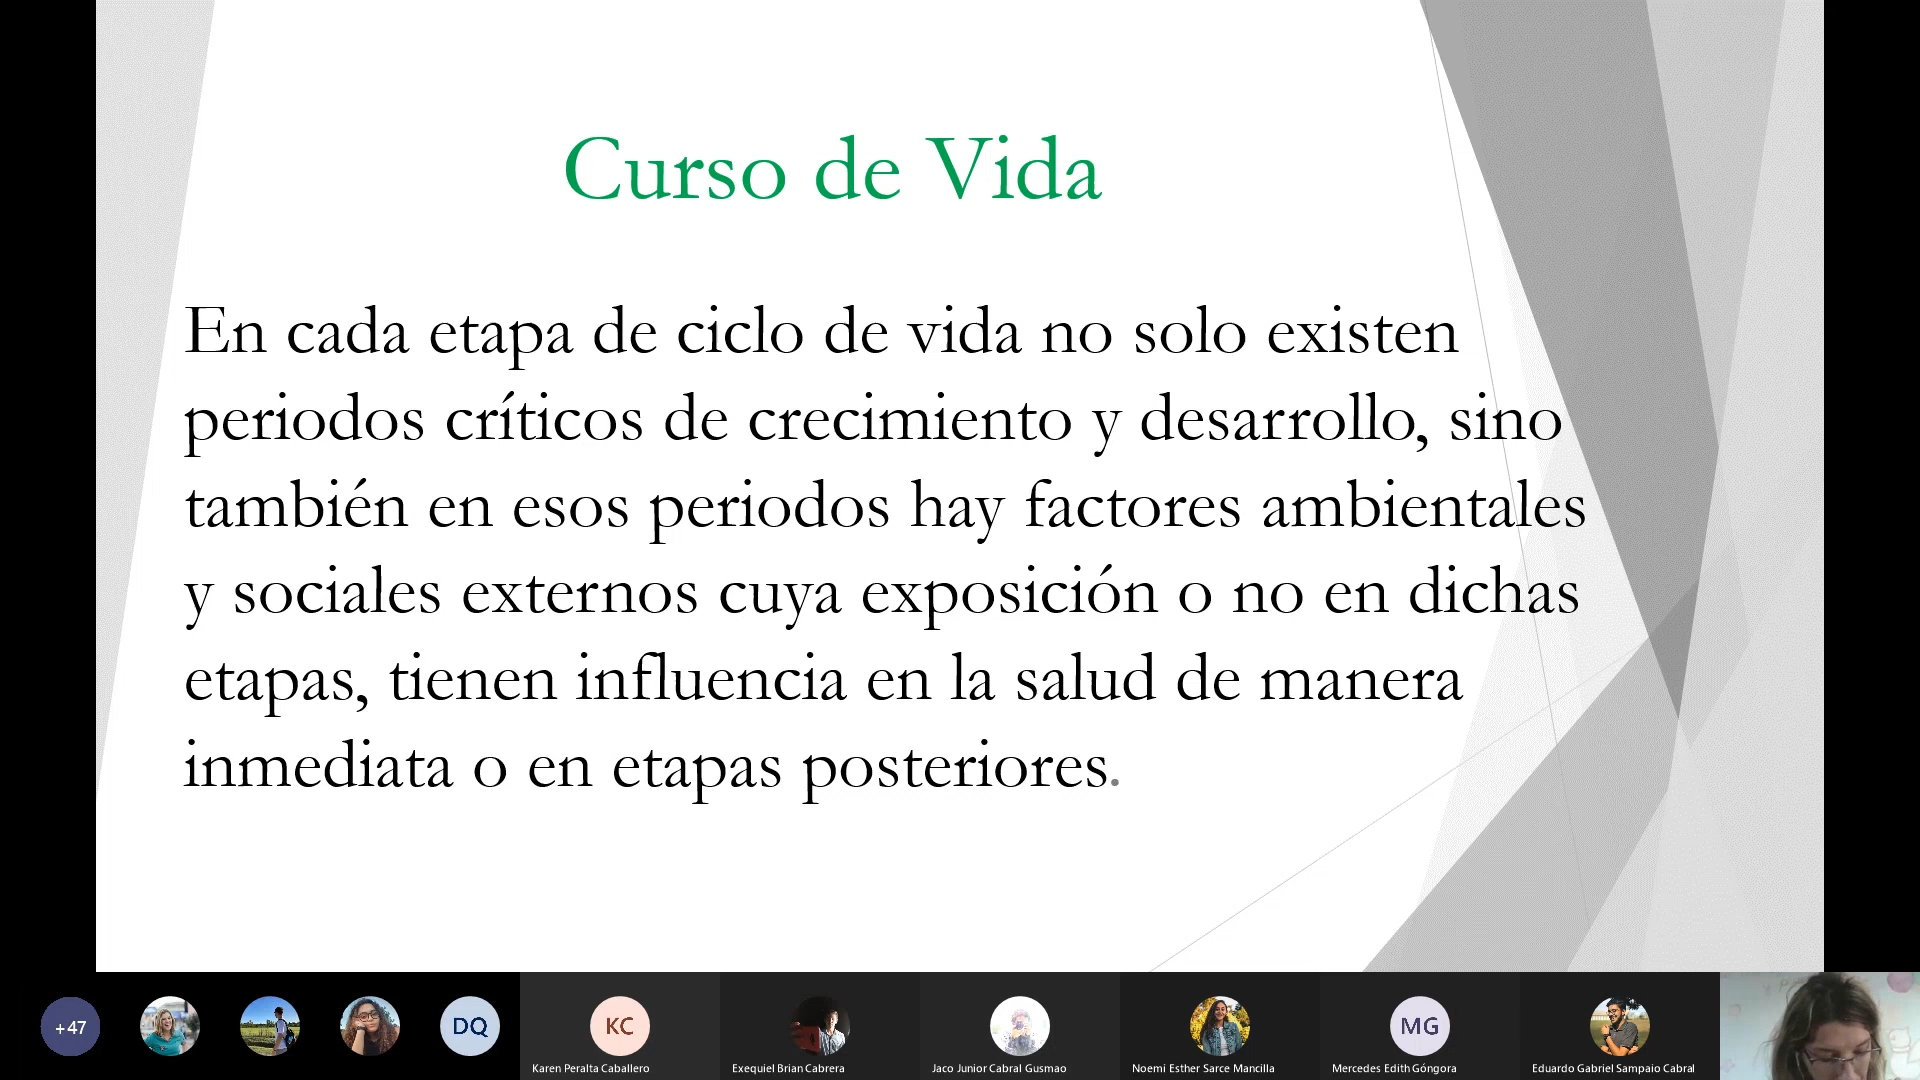 Curso de Vida
En cada etapa de ciclo de vida no solo existen
periodos críticos de crecimiento y desarrollo, sino
también en esos periodos hay factores ambientales
y sociales externos cuya exposición o no en dichas
etapas, tienen influencia en la salud de manera
inmediata o en etapas posteriores.
+47
DQ
KC
MG
Karen Peralta Caballero
Exequiel Brian Cabrera
Jaco Junior Cabral Gusmao
Noemi Esther Sarce Mancilla
Mercedes Edith Góngora
Eduardo Gabriel Sampaio Cabral